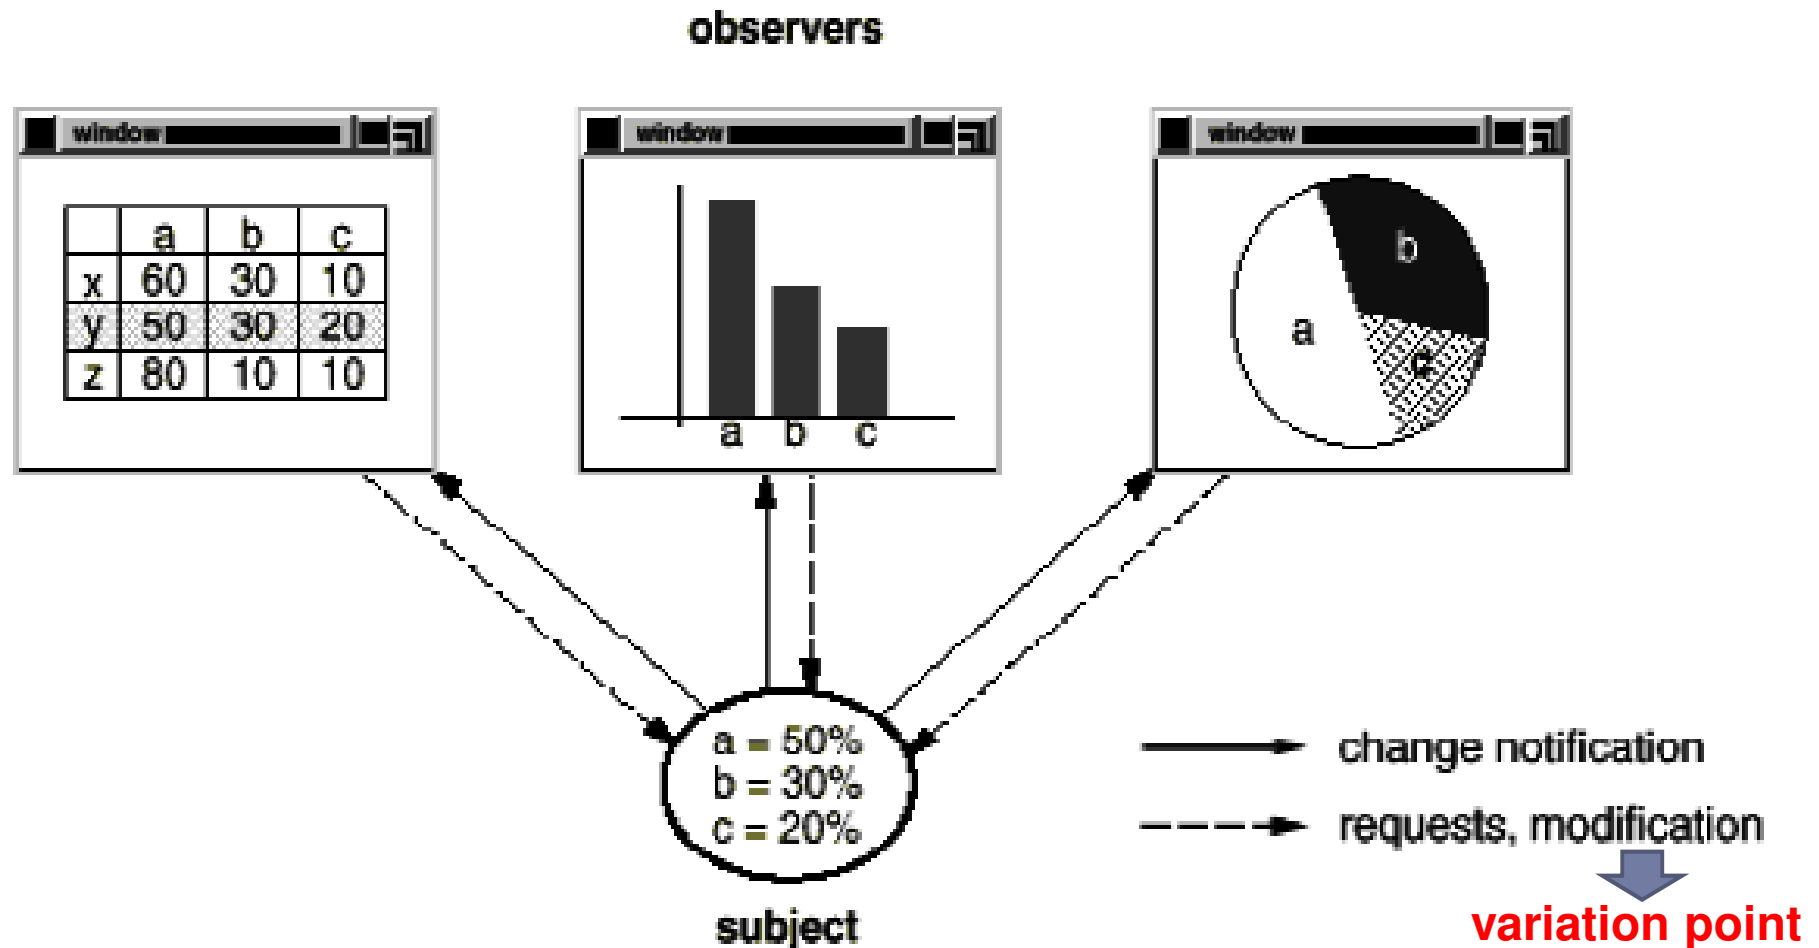 observers
window
window
window
a b c
x 60 30 10
y 50 30 20
z 80 10 10
a b c
b
a
c
a = 50%
b = 30%
c = 20%
subject
change notification
requests, modification
variation point